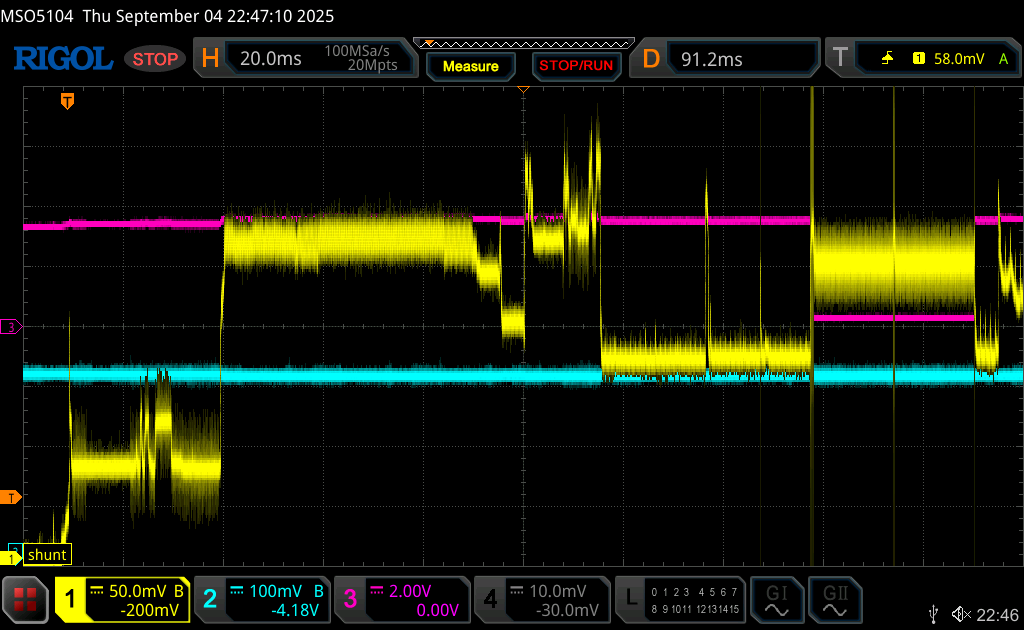 MSO5104 Thu September 04 22:47:10 2025
RIGOL STOP H 20.0ms 100MSa/s 20Mpts Measure STOP/RUN D 91.2ms T 1 58.0mV A
T
3
T
1 shunt
1 50.0mV B -200mV 2 100mV B -4.18V 3 2.00V 0.00V 4 10.0mV -30.0mV L 0 1 2 3 4 5 6 7 8 9 10 11 12 13 14 15 GI GII
22:46